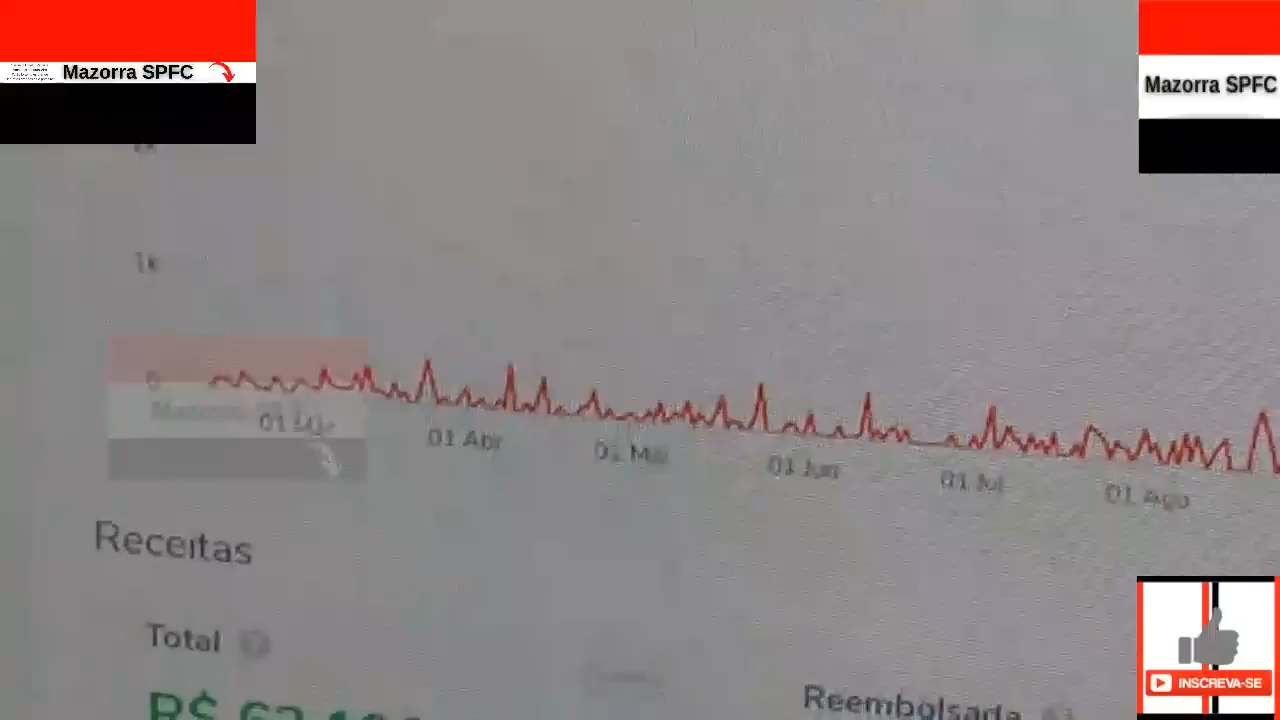 Mazorra SPFC
Mazorra SPFC
1k
0
01 Abr
01 Mai
01 Jun
01 Jul
01 Ago
Receitas
Total
R$
Reembolsada
INSCREVA-SE